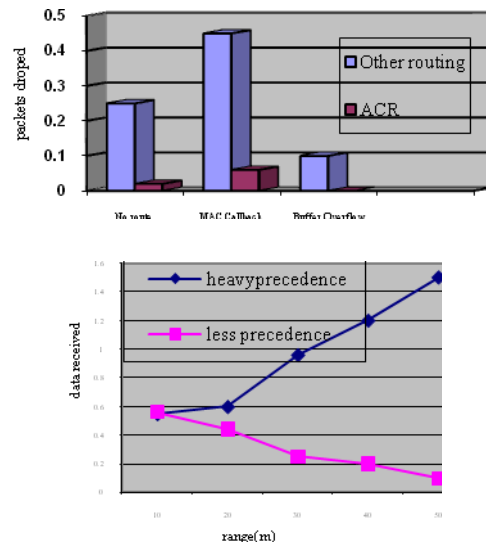 0.5
0.4
0.3
0.2
0.1
0
packets droped
Other routing
ACR
No route
MAC Callback
Buffer Overflow
1.6
1.4
1.2
1
0.8
0.6
0.4
0.2
0
data received
heavyprecedence
less precedence
10
20
30
40
50
range(m)